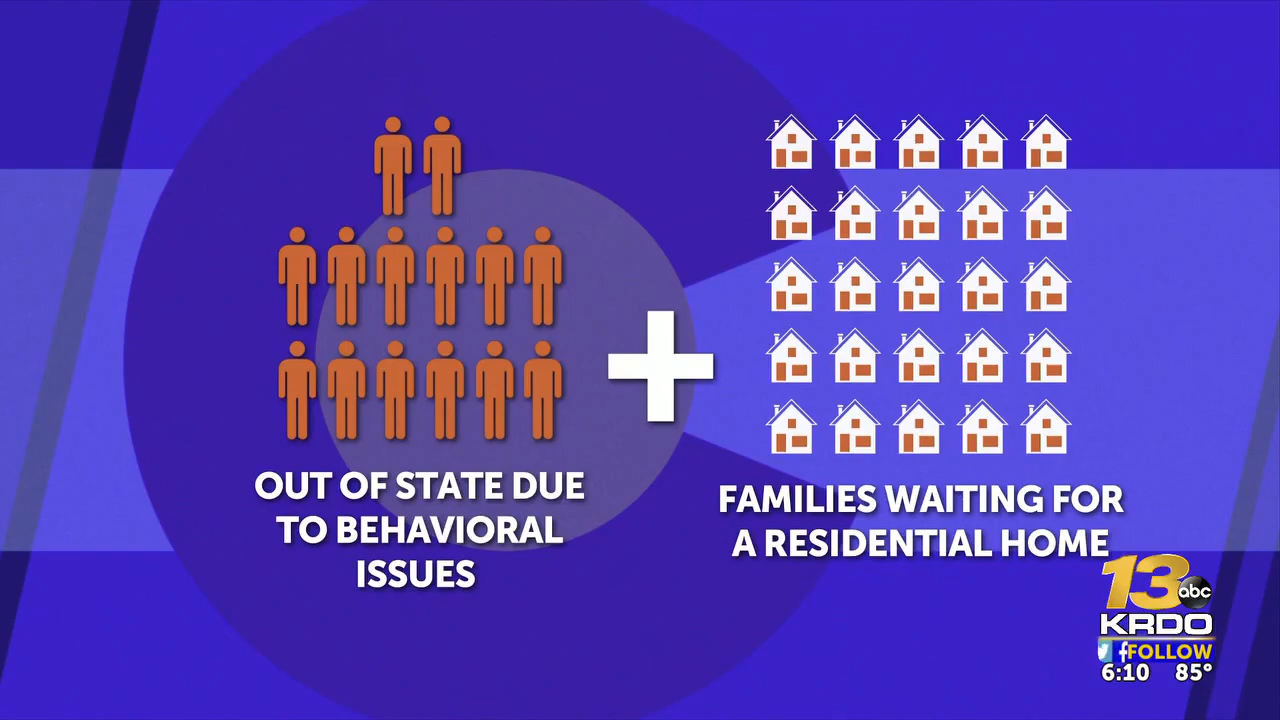 OUT OF STATE DUE
TO BEHAVIORAL
ISSUES
FAMILIES WAITING FOR
A RESIDENTIAL HOME
13 abc
KRDO
FOLLOW
6:10 85°